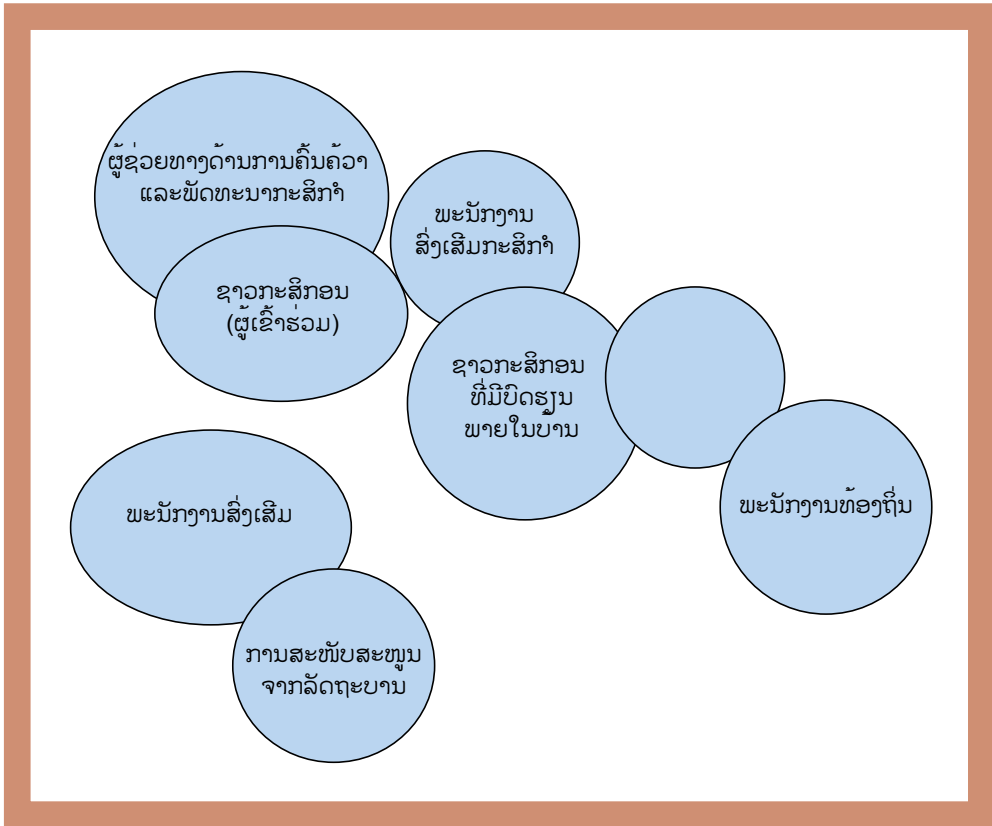 ຜູ້ຊ່ວຍທາງດ້ານການຄົ້ນຄ້ວາ
ແລະພັດທະນາກະສິກຳ
ຊາວກະສິກອນ
(ຜູ້ເຂົ້າຮ່ວມ)
ພະນັກງານ
ສົ່ງເສີມກະສິກຳ
ຊາວກະສິກອນ
ທີ່ມີບົດຮຽນ
ພາຍໃນບ້ານ
ພະນັກງານທ້ອງຖິ່ນ
ພະນັກງານສົ່ງເສີມ
ການສະໜັບສະໜູນ
ຈາກລັດຖະບານ